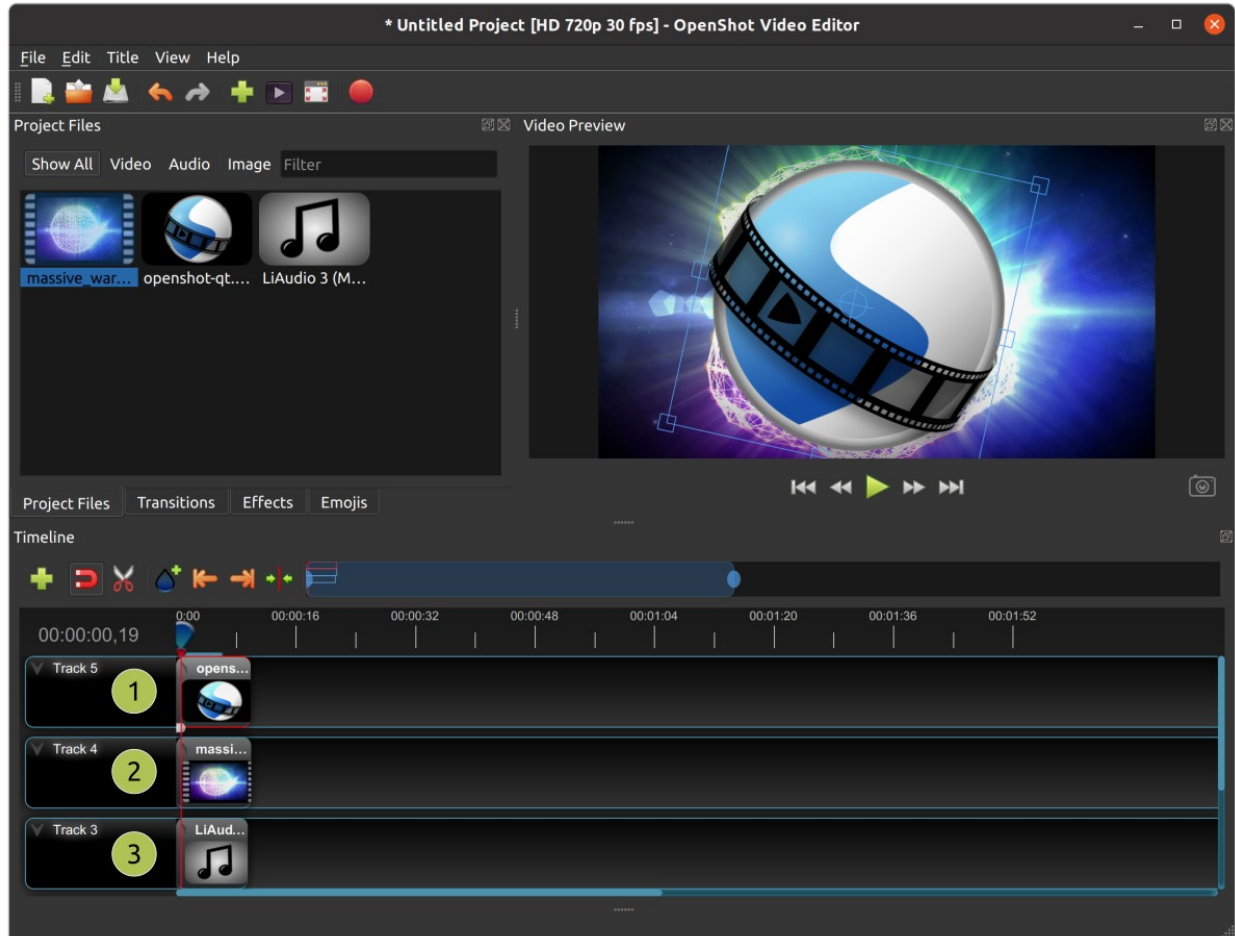 * Untitled Project [HD 720p 30 fps] - OpenShot Video Editor
File Edit Title View Help
Project Files
Video Preview
Show All Video Audio Image Filter
massive_war... openshot-qt.... LiAudio 3 (M...
Project Files Transitions Effects Emojis
Timeline
00:00:00,19
0:00 00:00:16 00:00:32 00:00:48 00:01:04 00:01:20 00:01:36 00:01:52
Track 5 1 opens...
Track 4 2 massi...
Track 3 3 LiAud...